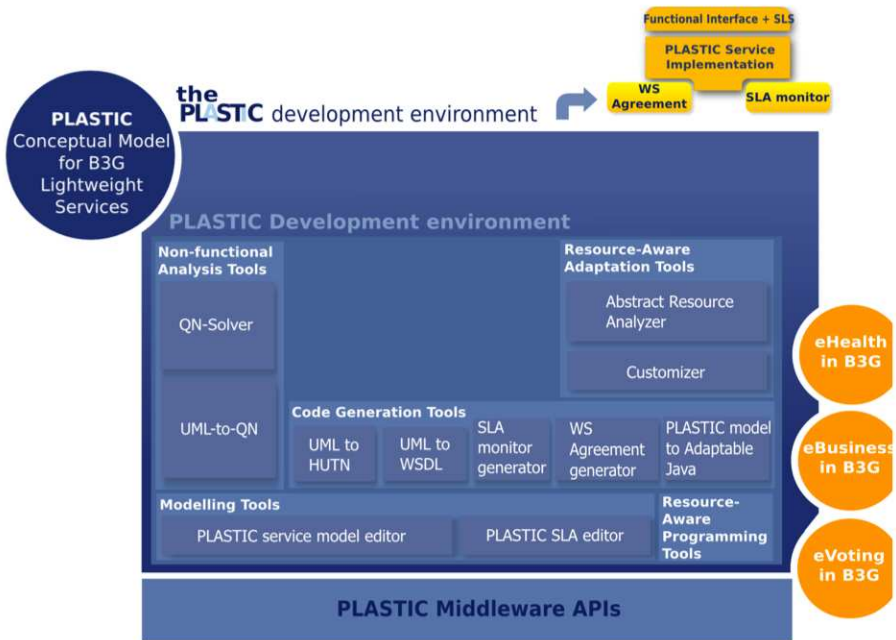 Functional Interface + SLS
PLASTIC Service
Implementation
WS
Agreement
SLA monitor
the
PLASTIC development environment
PLASTIC
Conceptual Model
for B3G
Lightweight
Services
PLASTIC Development environment
Non-functional
Analysis Tools
QN-Solver
UML-to-QN
Resource-Aware
Adaptation Tools
Abstract Resource
Analyzer
Customizer
Code Generation Tools
UML to
HUTN
UML to
WSDL
SLA
monitor
generator
WS
Agreement
generator
PLASTIC model
to Adaptable
Java
Modelling Tools
PLASTIC service model editor
PLASTIC SLA editor
Resource-
Aware
Programming
Tools
eHealth
in B3G
eBusiness
in B3G
eVoting
in B3G
PLASTIC Middleware APIs